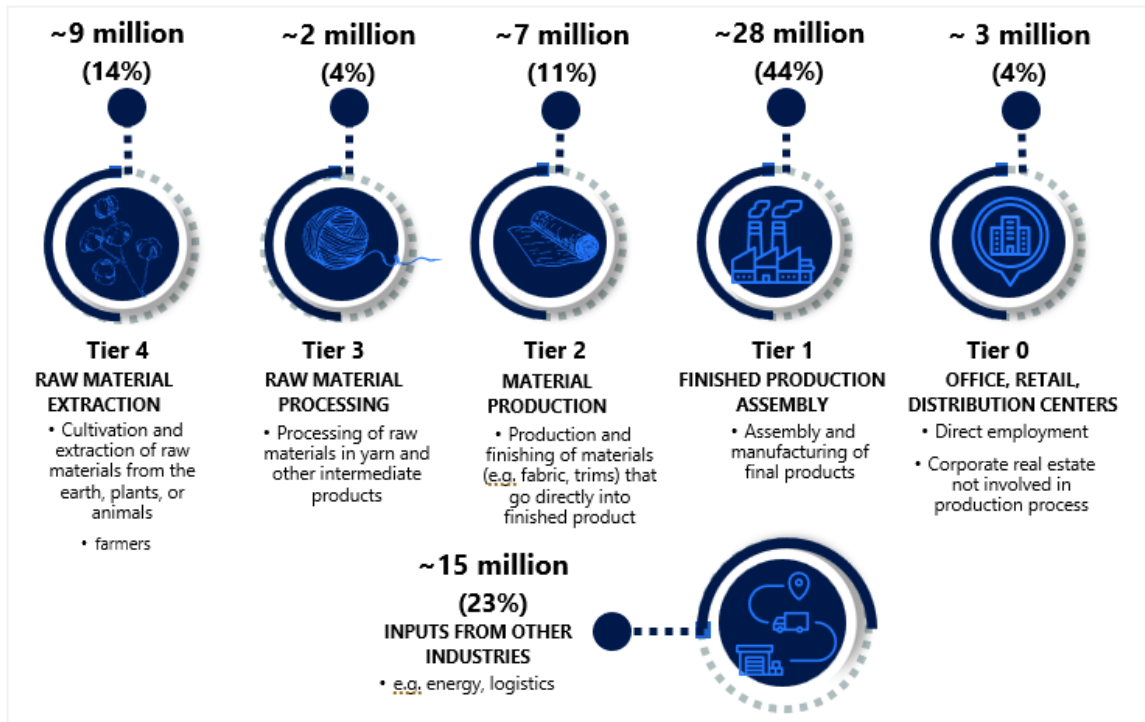 ~9 million
(14%)
~2 million
(4%)
~7 million
(11%)
~28 million
(44%)
~ 3 million
(4%)
Tier 4
RAW MATERIAL
EXTRACTION
• Cultivation and
extraction of raw
materials from the
earth, plants, or
animals
• farmers
Tier 3
RAW MATERIAL
PROCESSING
• Processing of raw
materials in yarn and
other intermediate
products
Tier 2
MATERIAL
PRODUCTION
• Production and
finishing of materials
(e.g. fabric, trims) that
go directly into
finished product
Tier 1
FINISHED PRODUCTION
ASSEMBLY
• Assembly and
manufacturing of
final products
Tier 0
OFFICE, RETAIL,
DISTRIBUTION CENTERS
• Direct employment
• Corporate real estate
not involved in
production process
~15 million
(23%)
INPUTS FROM OTHER
INDUSTRIES
• e.g. energy, logistics